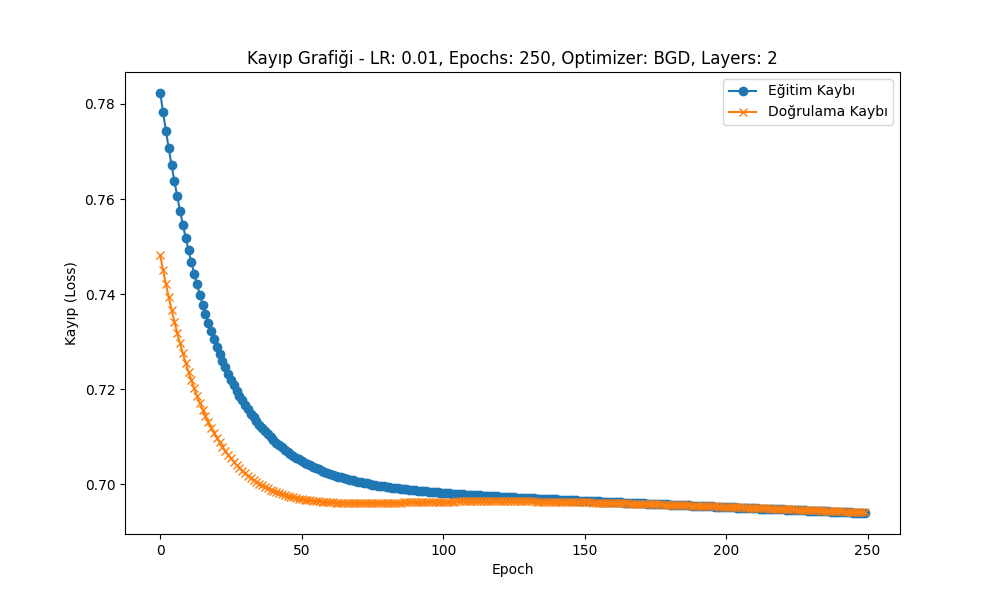 Kayıp Grafiği - LR: 0.01, Epochs: 250, Optimizer: BGD, Layers: 2
Eğitim Kaybı
Doğrulama Kaybı
Kayıp (Loss)
0.78
0.76
0.74
0.72
0.70
0
50
100
150
200
250
Epoch